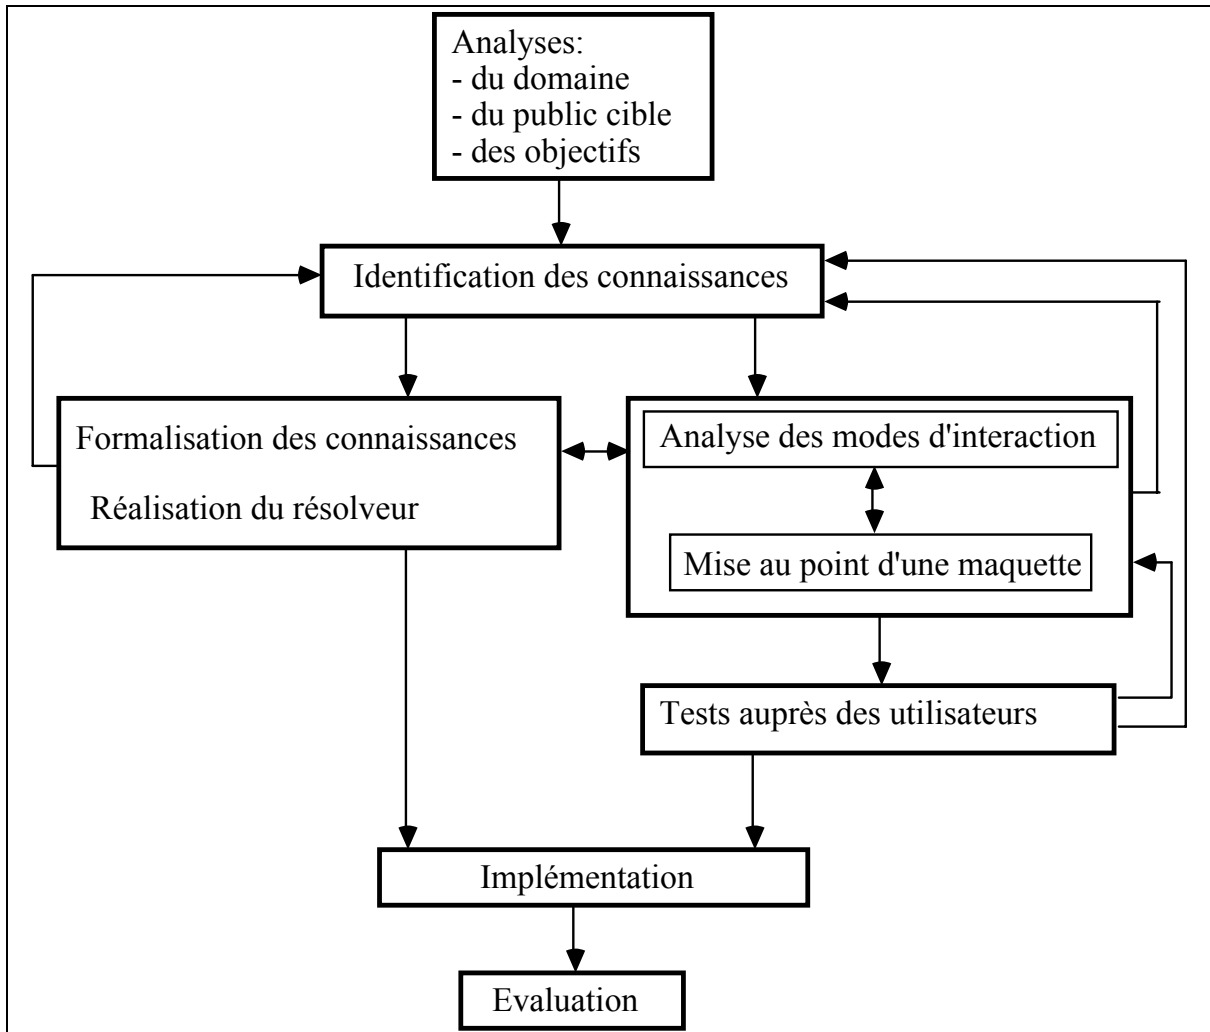 Analyses:
- du domaine
- du public cible
- des objectifs
Identification des connaissances
Formalisation des connaissances
Réalisation du résolveur
Analyse des modes d'interaction
Mise au point d'une maquette
Tests auprès des utilisateurs
Implémentation
Evaluation